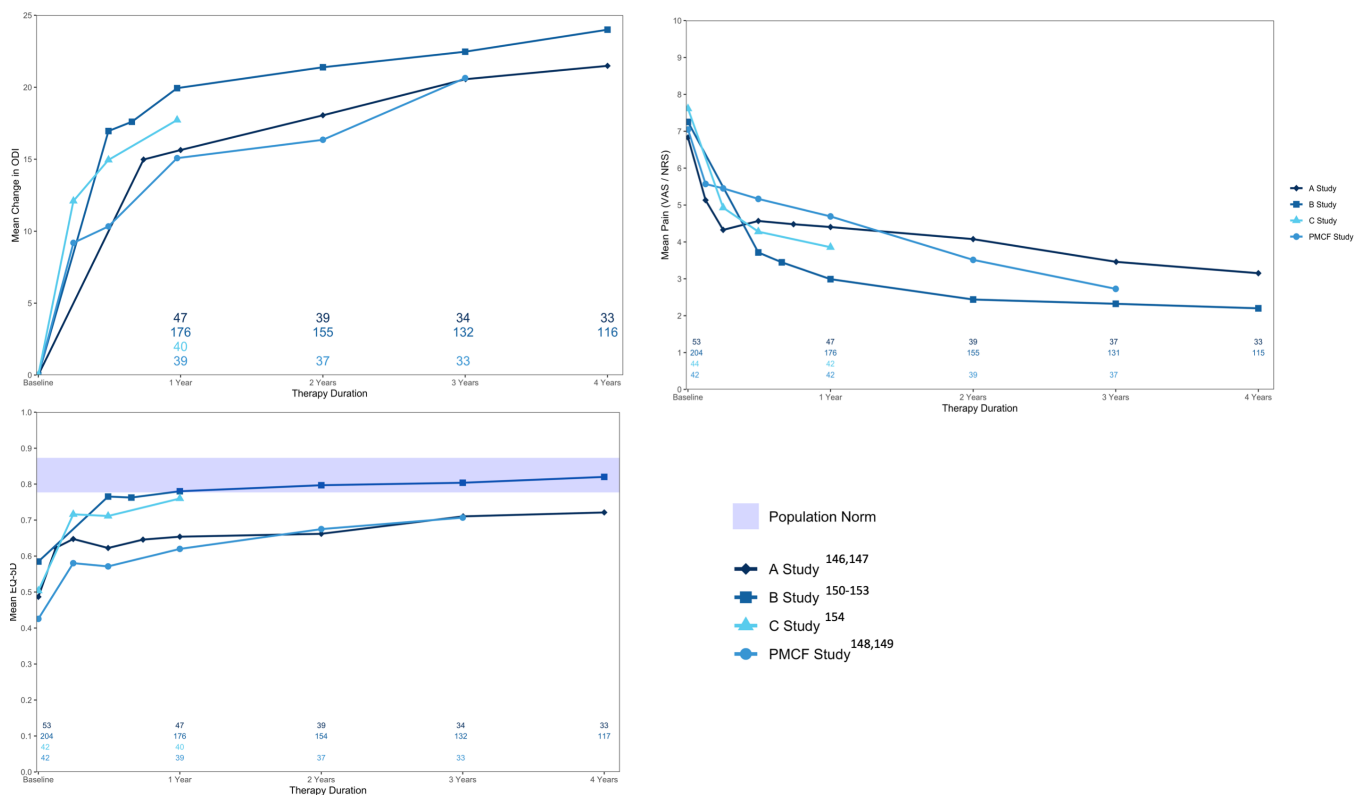 25
20
15
10
5
0
Mean Change in ODI
47 39 34 33
176 155 132 116
40
39 37 33
Baseline 1 Year 2 Years 3 Years 4 Years
Therapy Duration
10
9
8
7
6
5
4
3
2
1
0
Mean Pain (VAS / NRS)
53 47 39 37 33
204 176 155 131 115
44 42
42 42 39 37
Baseline 1 Year 2 Years 3 Years 4 Years
Therapy Duration
A Study
B Study
C Study
PMCF Study
1.0
0.9
0.8
0.7
0.6
0.5
0.4
0.3
0.2
0.1
0.0
Mean EQ-5D
53 47 39 34 33
204 176 154 132 117
42 40
42 39 37 33
Baseline 1 Year 2 Years 3 Years 4 Years
Therapy Duration
Population Norm
A Study 146,147
B Study 150-153
C Study 154
PMCF Study 148,149